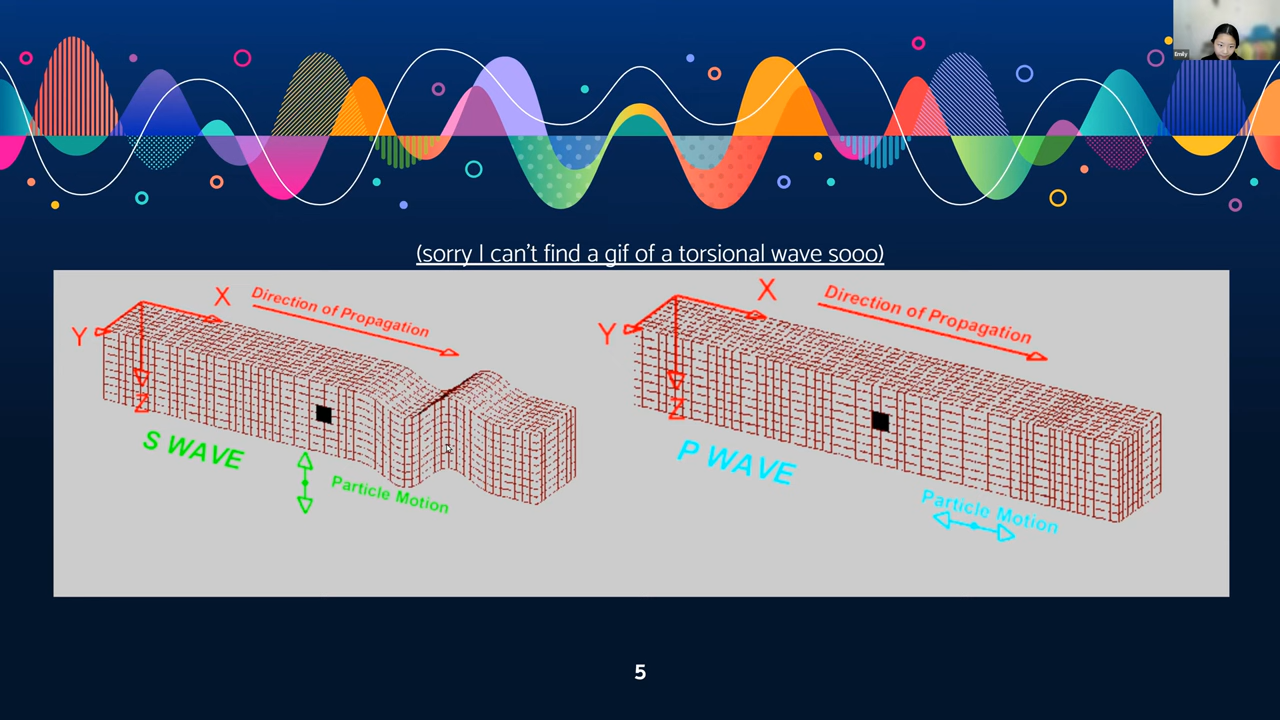 Emily
(sorry I can't find a gif of a torsional wave sooo)
X
Direction of Propagation
Y
Z
S WAVE
Particle Motion
X
Direction of Propagation
Y
Z
P WAVE
Particle Motion
5